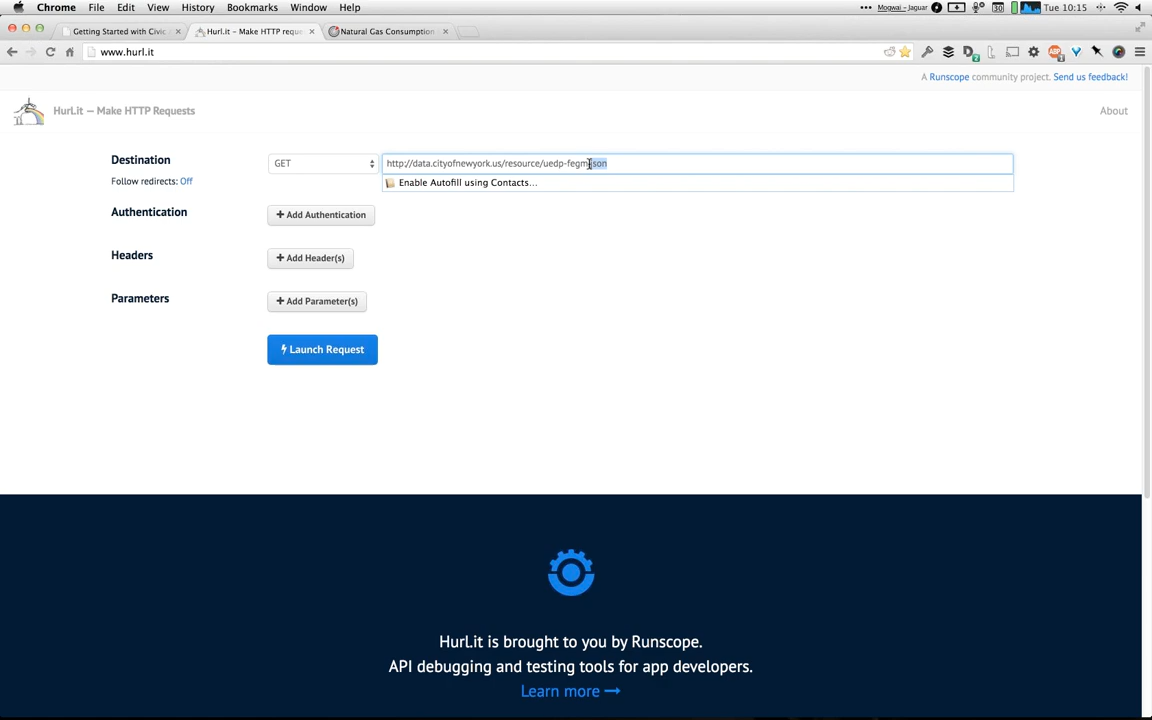 Chrome File Edit View History Bookmarks Window Help
Mogwai – Jaguar
30
Tue 10:15
Getting Started with Civic
Hurl.it – Make HTTP reque
Natural Gas Consumption
www.hurl.it
A Runscope community project. Send us feedback!
Hurl.it — Make HTTP Requests
About
Destination
GET
http://data.cityofnewyork.us/resource/uedp-fegm.json
Follow redirects: Off
Enable Autofill using Contacts...
Authentication
+ Add Authentication
Headers
+ Add Header(s)
Parameters
+ Add Parameter(s)
Launch Request
Hurl.it is brought to you by Runscope.
API debugging and testing tools for app developers.
Learn more →